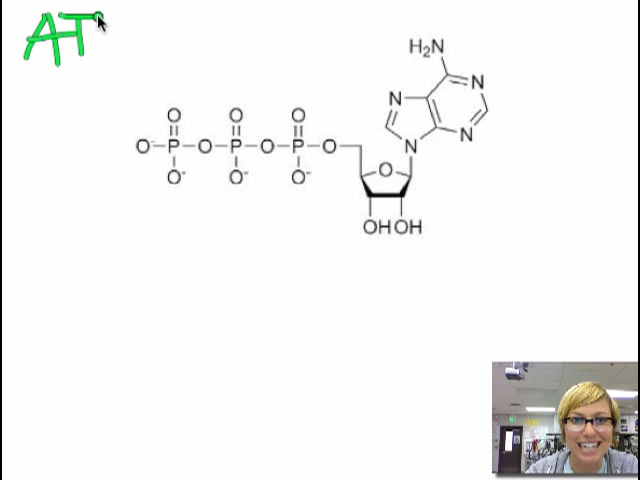 AT
H₂N
N
N
N
N
O O O
O⁻-P-O-P-O-P-O
O⁻ O⁻ O⁻
O
OH OH